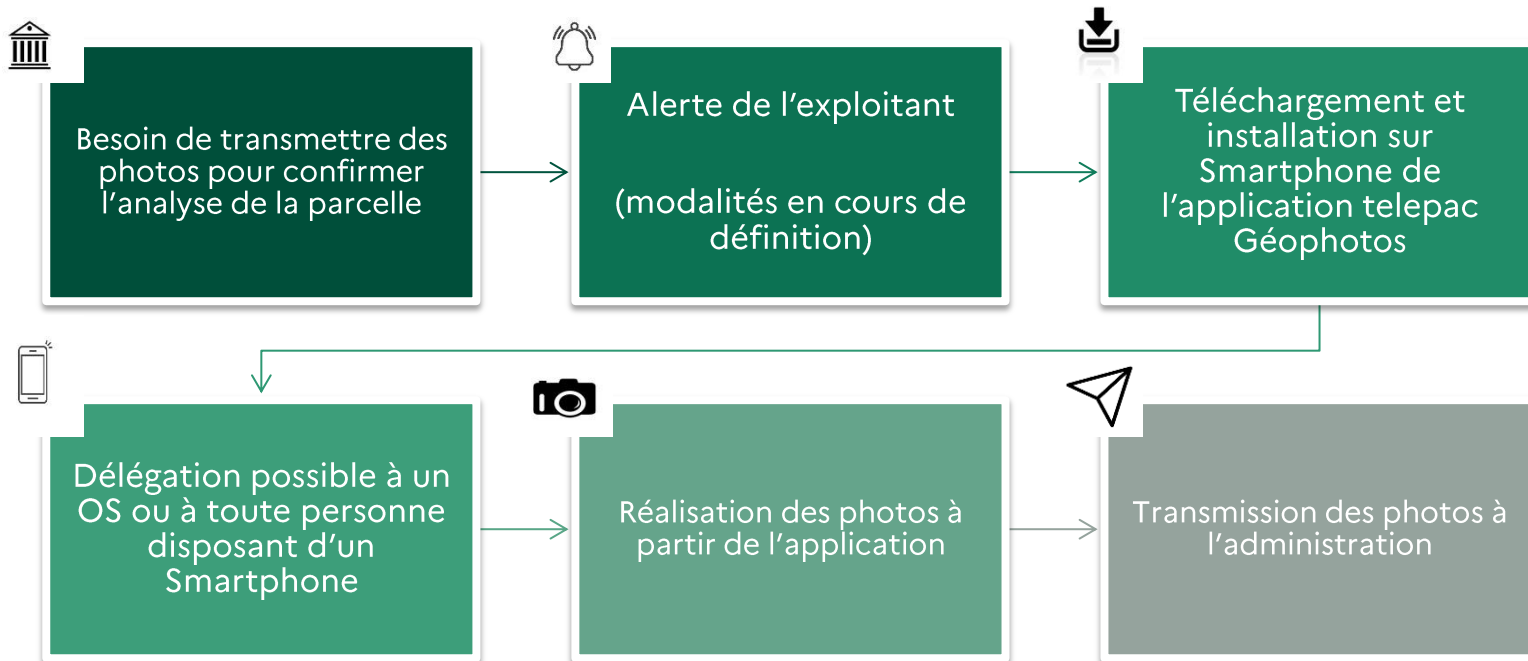 Besoin de transmettre des
photos pour confirmer
l'analyse de la parcelle
Alerte de l'exploitant
(modalités en cours de
définition)
Téléchargement et
installation sur
Smartphone de
l'application telepac
Géophotos
Délégation possible à un
OS ou à toute personne
disposant d'un
Smartphone
Réalisation des photos à
partir de l'application
Transmission des photos à
l'administration